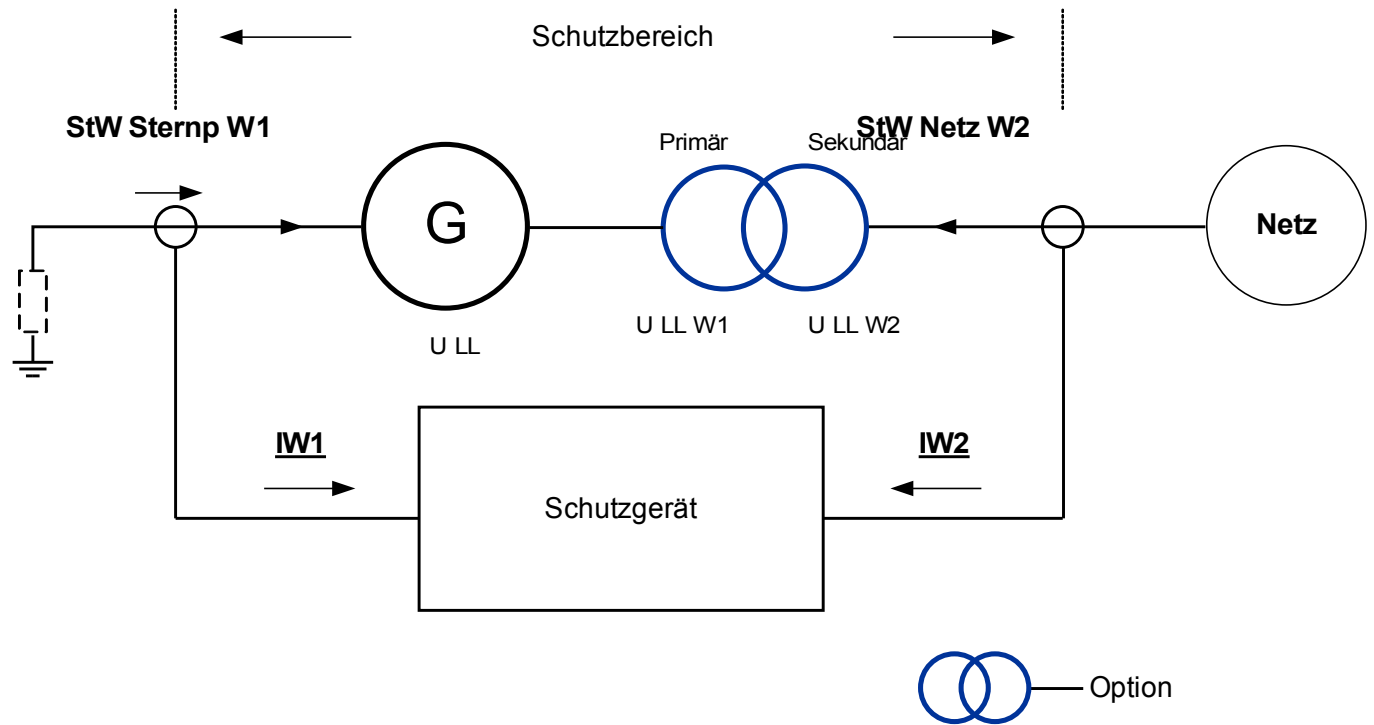 Schutzbereich
StW Sternp W1
StW Netz W2
Primär
Sekundär
G
Netz
U LL
U LL W1
U LL W2
IW1
IW2
Schutzgerät
Option